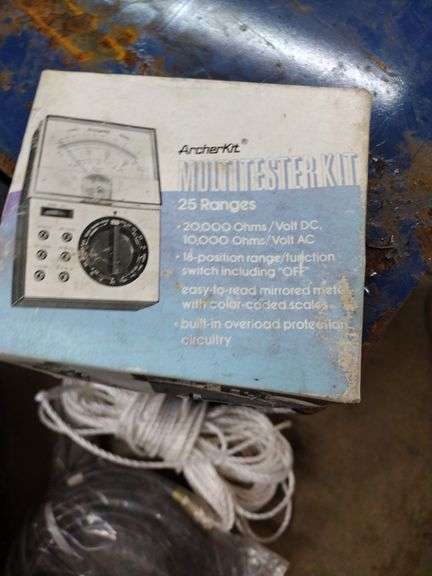 ArcherKit®
MULTITESTER KIT
25 Ranges
• 20,000 Ohms/Volt DC,
10,000 Ohms/Volt AC
• 18-position range/function
switch including "OFF"
easy-to-read mirrored mete
with color-coded scales
• built-in overload protection
circuitry